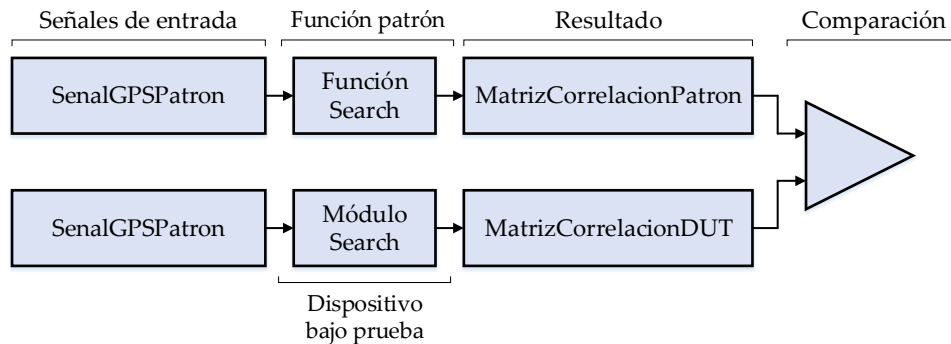 Señales de entrada
Función patrón
Resultado
Comparación
SenalGPSPatron
Función
Search
MatrizCorrelacionPatron
SenalGPSPatron
Módulo
Search
MatrizCorrelacionDUT
Dispositivo
bajo prueba